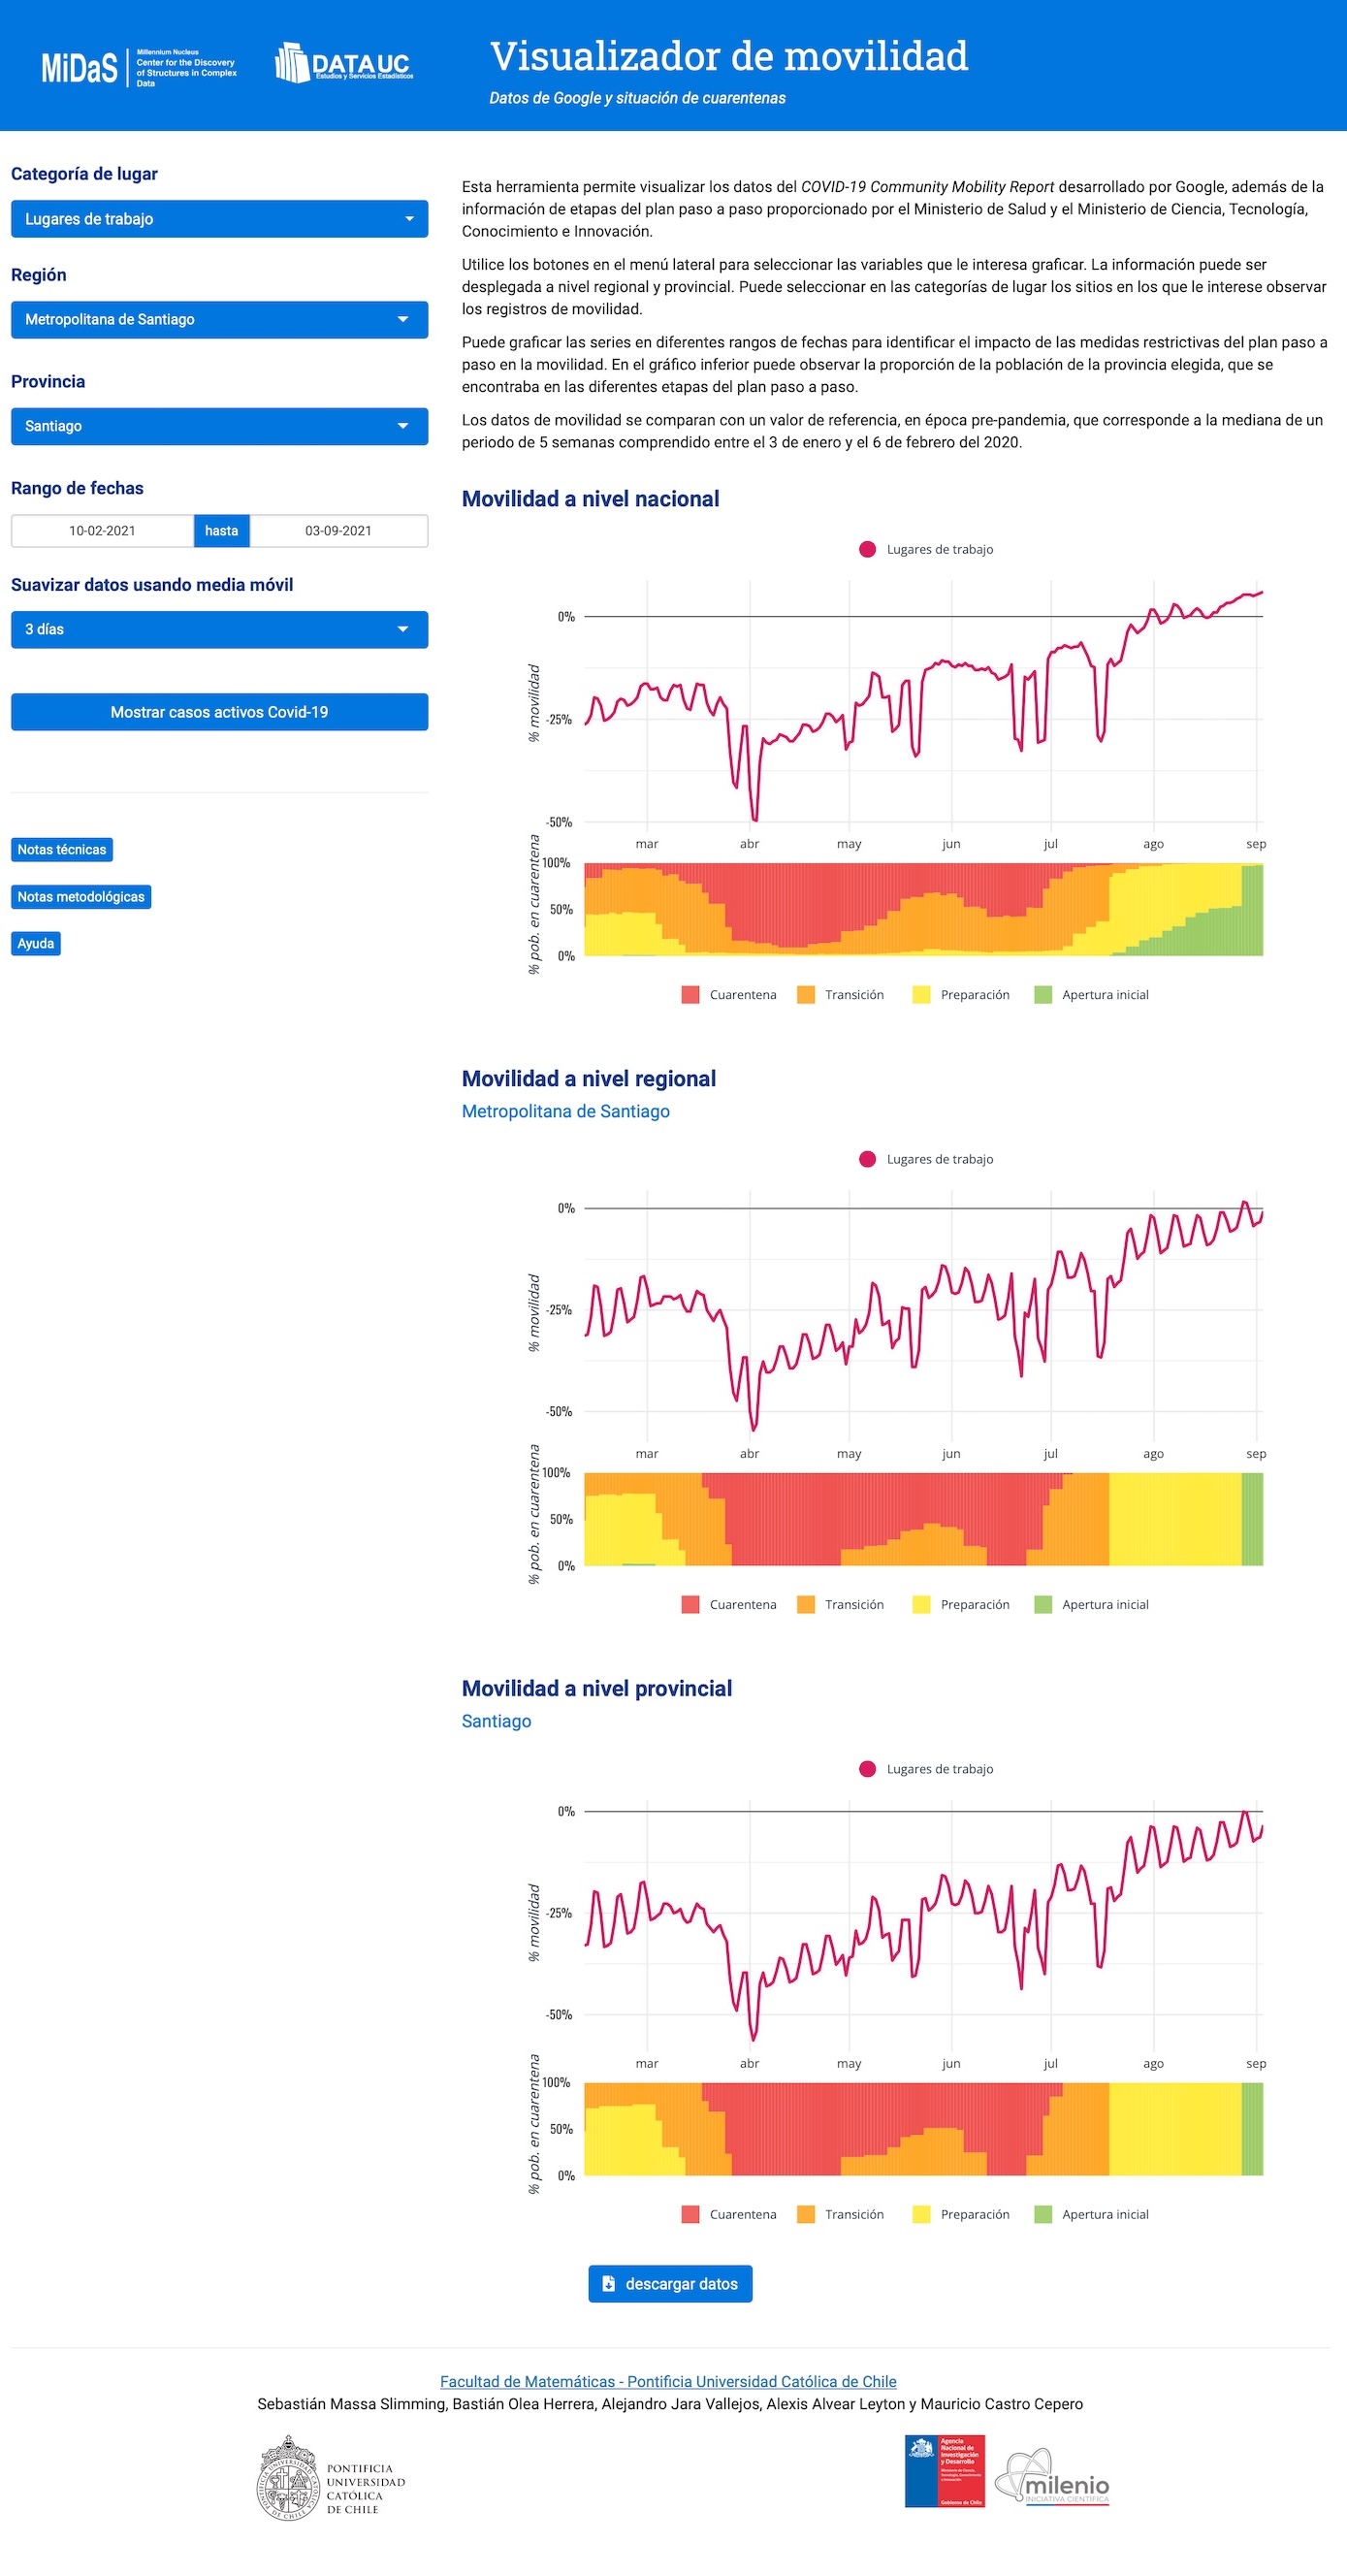 MiDaS
Millennium Nucleus
Center for the Discovery
of Structures in Complex
Data
DATAUC
Estudios y Servicios Estadísticos
Visualizador de movilidad
Datos de Google y situación de cuarentenas
Categoría de lugar
Lugares de trabajo
Región
Metropolitana de Santiago
Provincia
Santiago
Rango de fechas
10-02-2021 hasta 03-09-2021
Suavizar datos usando media móvil
3 días
Mostrar casos activos Covid-19
Notas técnicas
Notas metodológicas
Ayuda
Esta herramienta permite visualizar los datos del COVID-19 Community Mobility Report desarrollado por Google, además de la
información de etapas del plan paso a paso proporcionado por el Ministerio de Salud y el Ministerio de Ciencia, Tecnología,
Conocimiento e Innovación.
Utilice los botones en el menú lateral para seleccionar las variables que le interesa graficar. La información puede ser
desplegada a nivel regional y provincial. Puede seleccionar en las categorías de lugar los sitios en los que le interese observar
los registros de movilidad.
Puede graficar las series en diferentes rangos de fechas para identificar el impacto de las medidas restrictivas del plan paso a
paso en la movilidad. En el gráfico inferior puede observar la proporción de la población de la provincia elegida, que se
encontraba en las diferentes etapas del plan paso a paso.
Los datos de movilidad se comparan con un valor de referencia, en época pre-pandemia, que corresponde a la mediana de un
periodo de 5 semanas comprendido entre el 3 de enero y el 6 de febrero del 2020.
Movilidad a nivel nacional
Lugares de trabajo
% movilidad
0%
-25%
-50%
mar abr may jun jul ago sep
% pob. en cuarentena
100%
50%
0%
Cuarentena Transición Preparación Apertura inicial
Movilidad a nivel regional
Metropolitana de Santiago
Lugares de trabajo
% movilidad
0%
-25%
-50%
mar abr may jun jul ago sep
% pob. en cuarentena
100%
50%
0%
Cuarentena Transición Preparación Apertura inicial
Movilidad a nivel provincial
Santiago
Lugares de trabajo
% movilidad
0%
-25%
-50%
mar abr may jun jul ago sep
% pob. en cuarentena
100%
50%
0%
Cuarentena Transición Preparación Apertura inicial
descargar datos
Facultad de Matemáticas - Pontificia Universidad Católica de Chile
Sebastián Massa Slimming, Bastián Olea Herrera, Alejandro Jara Vallejos, Alexis Alvear Leyton y Mauricio Castro Cepero
PONTIFICIA
UNIVERSIDAD
CATÓLICA
DE CHILE
Agencia
Nacional de
Investigación
y Desarrollo
Gobierno de Chile
milenio
INICIATIVA CIENTÍFICA